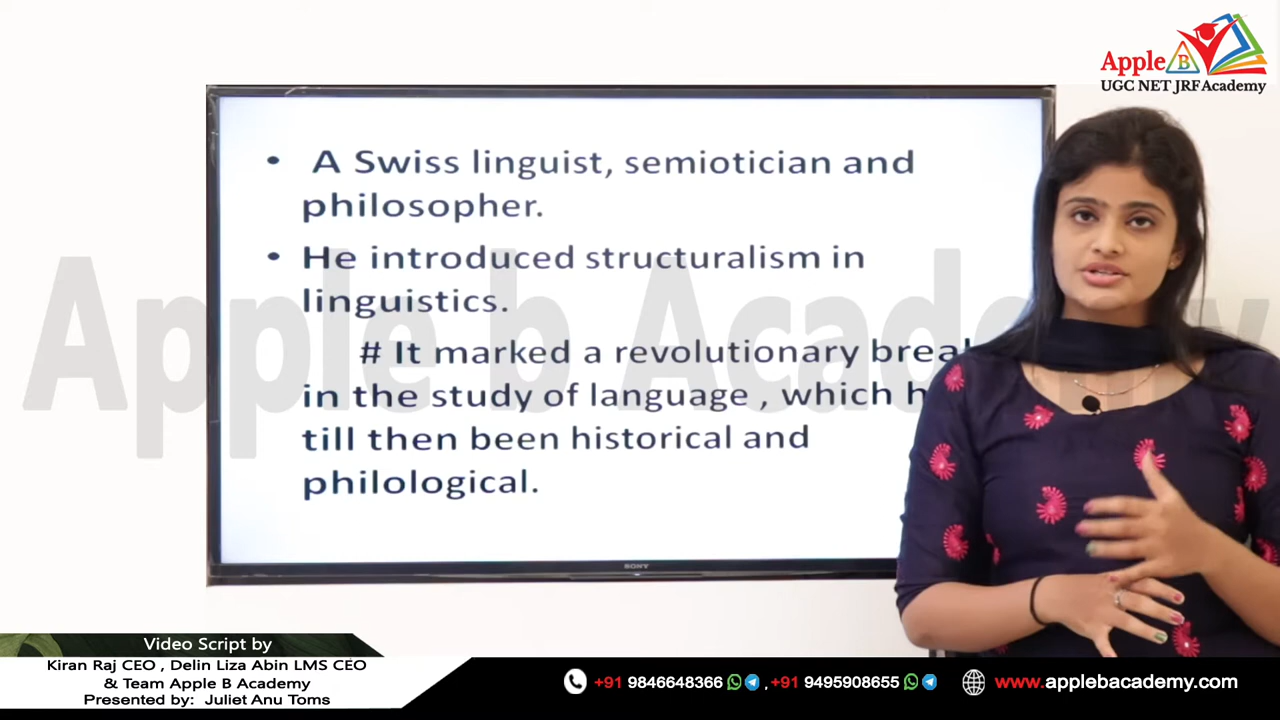 Apple B
UGC NET JRF Academy
• A Swiss linguist, semiotician and
philosopher.
• He introduced structuralism in
linguistics.
# It marked a revolutionary break
in the study of language , which h
till then been historical and
philological.
Apple b Academy
SONY
Video Script by
Kiran Raj CEO , Delin Liza Abin LMS CEO
& Team Apple B Academy
Presented by: Juliet Anu Toms
+91 9846648366 , +91 9495908655 www.applebacademy.com